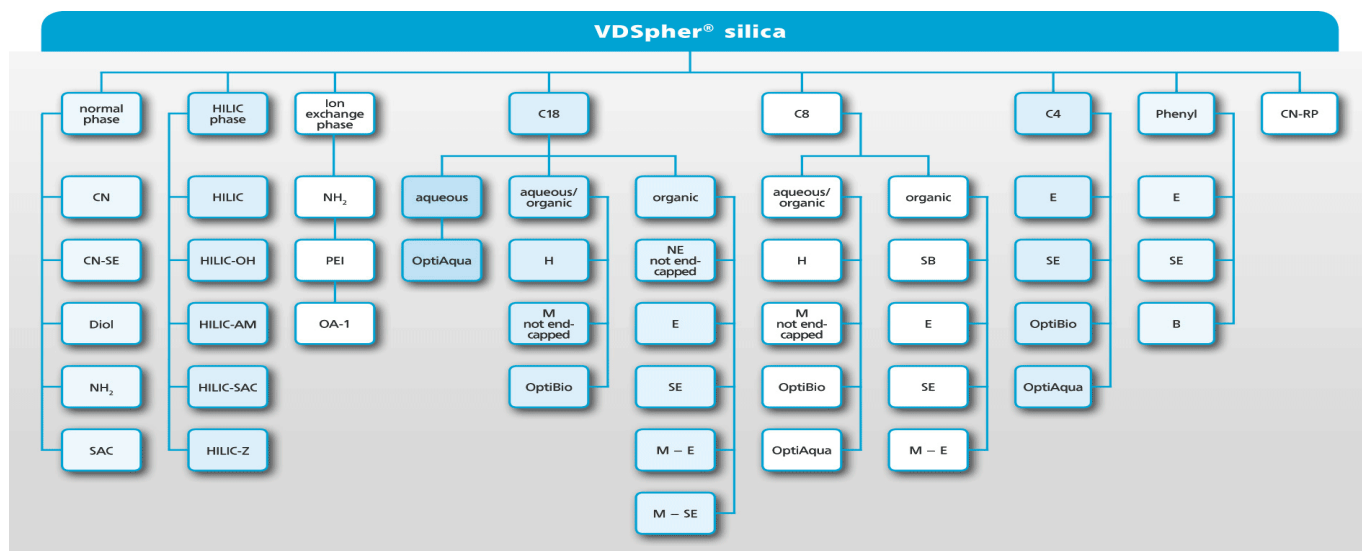 VDSpher® silica
normal
phase
HILIC
phase
Ion
exchange
phase
C18
C8
C4
Phenyl
CN-RP
CN
HILIC
NH₂
aqueous
aqueous/
organic
organic
aqueous/
organic
organic
E
E
CN-SE
HILIC-OH
PEI
OptiAqua
H
NE
not end-
capped
H
SB
SE
SE
Diol
HILIC-AM
OA-1
M
not end-
capped
E
M
not end-
capped
E
OptiBio
B
NH₂
HILIC-SAC
OptiBio
SE
OptiBio
SE
OptiAqua
SAC
HILIC-Z
M – E
OptiAqua
M – E
M – SE